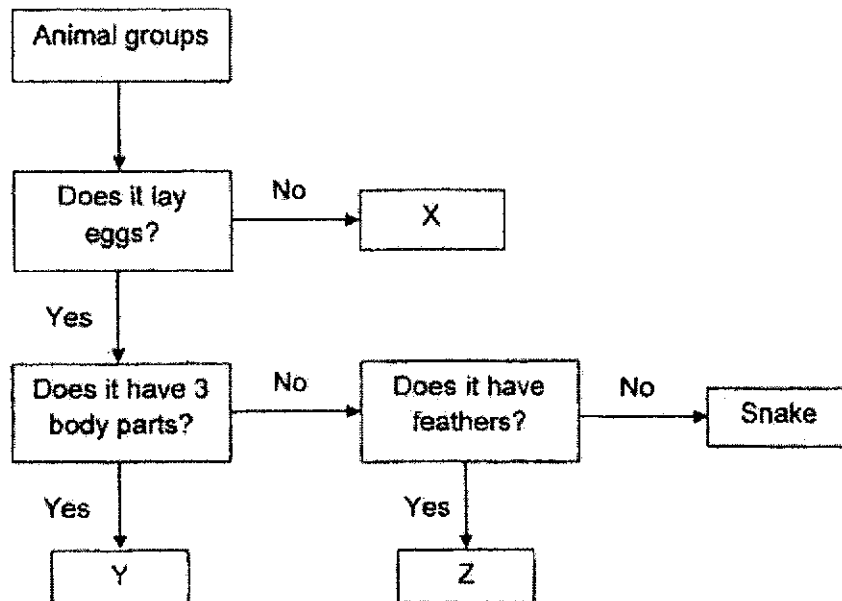 Animal groups
Does it lay
eggs?
No
X
Yes
Does it have 3
body parts?
No
Does it have
feathers?
No
Snake
Yes
Y
Yes
Z